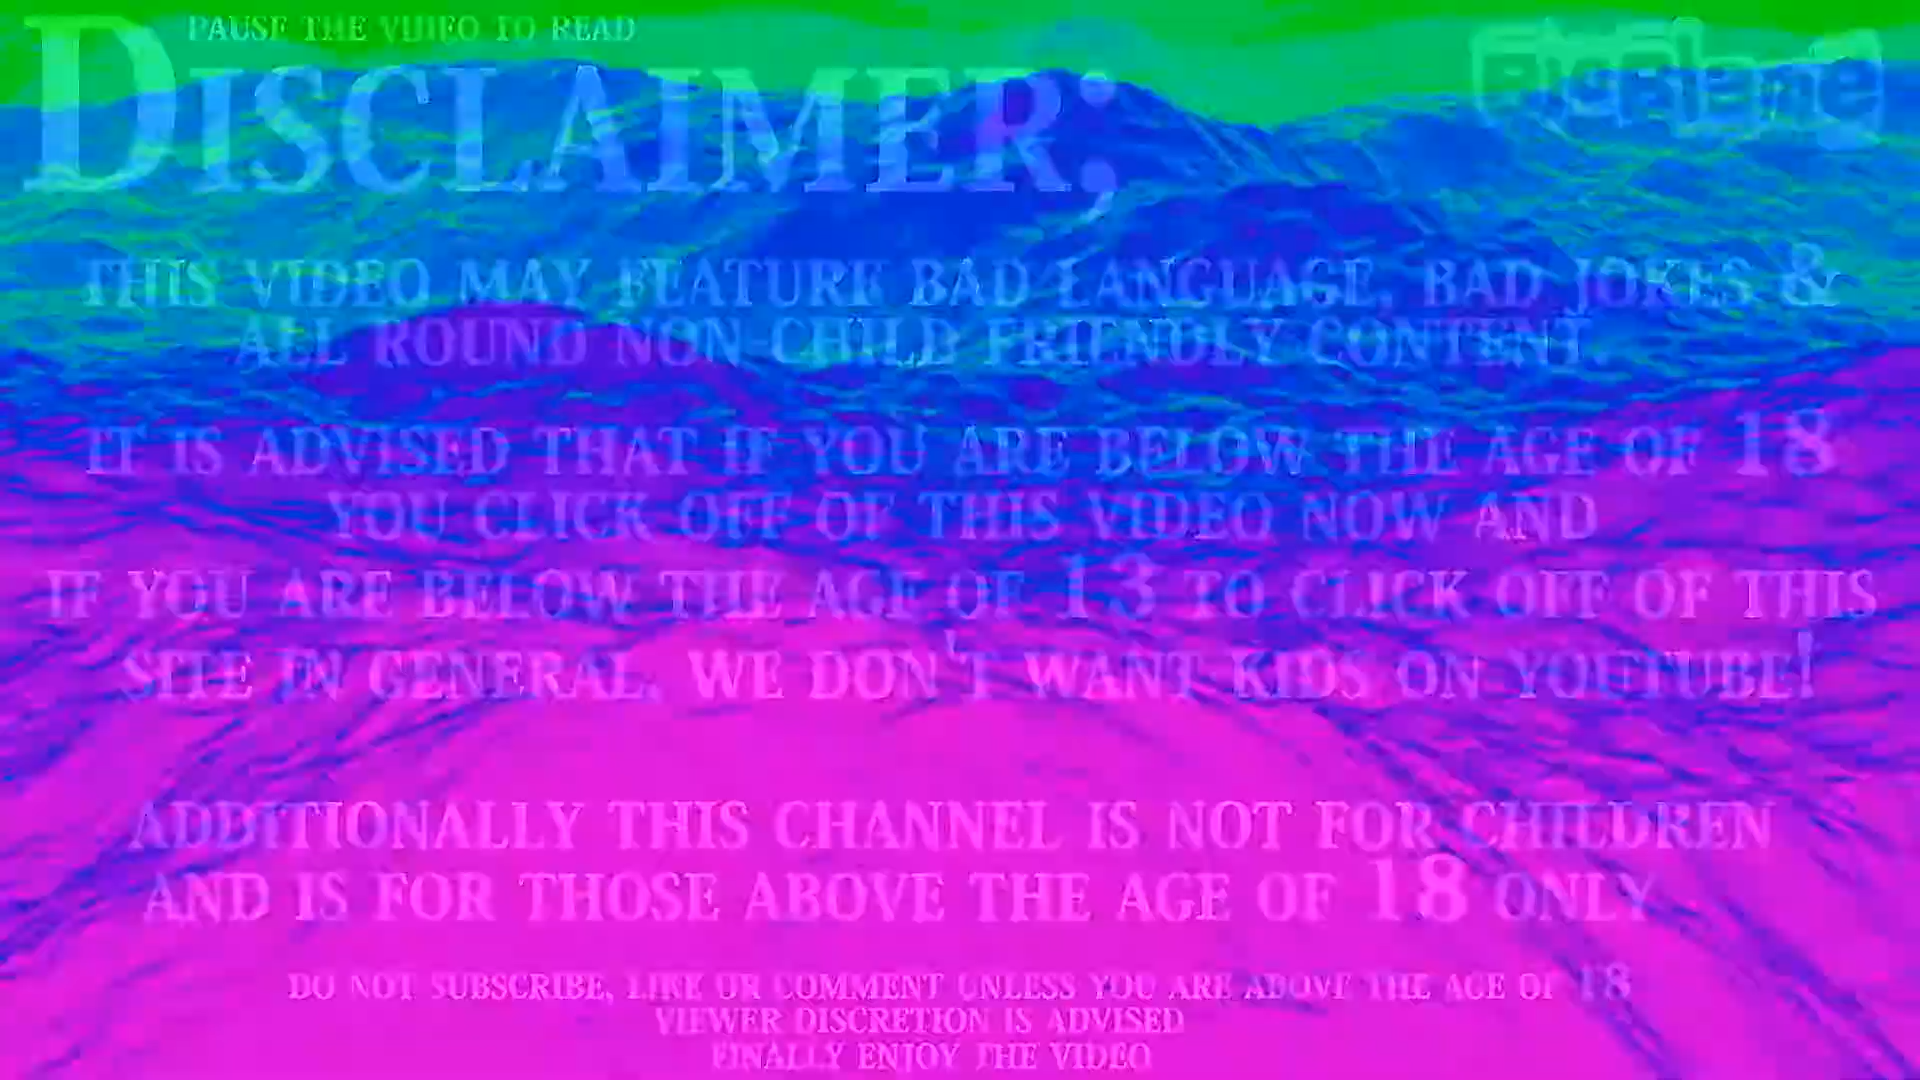 PAUSE THE VIDEO TO READ
DISCLAIMER;
THIS VIDEO MAY FEATURE BAD LANGUAGE, BAD JOKES &
ALL ROUND NON-CHILD FRIENDLY CONTENT.
IT IS ADVISED THAT IF YOU ARE BELOW THE AGE OF 18
YOU CLICK OFF OF THIS VIDEO NOW AND
IF YOU ARE BELOW THE AGE OF 13 TO CLICK OFF OF THIS
SITE IN GENERAL, WE DON'T WANT KIDS ON YOUTUBE!
ADDITIONALLY THIS CHANNEL IS NOT FOR CHILDREN
AND IS FOR THOSE ABOVE THE AGE OF 18 ONLY
DO NOT SUBSCRIBE, LIKE OR COMMENT UNLESS YOU ARE ABOVE THE AGE OF 18
VIEWER DISCRETION IS ADVISED
FINALLY ENJOY THE VIDEO